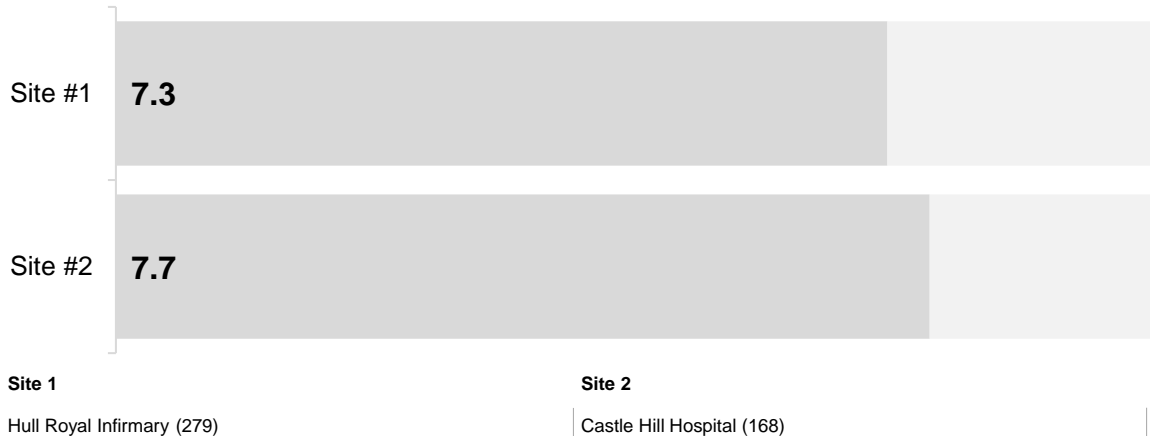 Site #1 7.3
Site #2 7.7
Site 1 Site 2
Hull Royal Infirmary (279) Castle Hill Hospital (168)